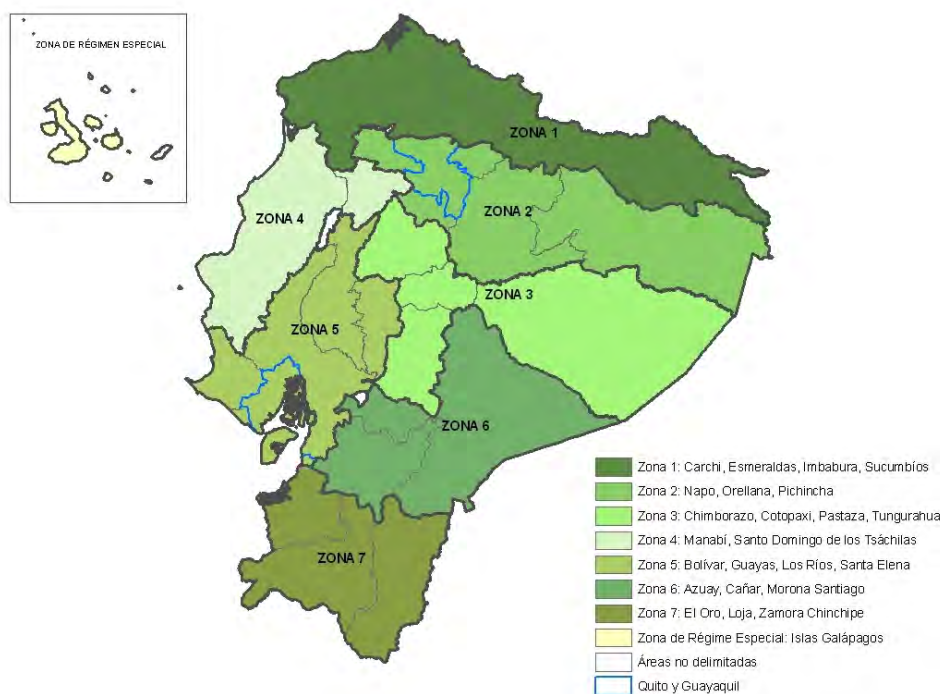 ZONA DE RÉGIMEN ESPECIAL
ZONA 1
ZONA 2
ZONA 4
ZONA 3
ZONA 5
ZONA 6
ZONA 7
Zona 1: Carchi, Esmeraldas, Imbabura, Sucumbíos
Zona 2: Napo, Orellana, Pichincha
Zona 3: Chimborazo, Cotopaxi, Pastaza, Tungurahua
Zona 4: Manabí, Santo Domingo de los Tsáchilas
Zona 5: Bolívar, Guayas, Los Ríos, Santa Elena
Zona 6: Azuay, Cañar, Morona Santiago
Zona 7: El Oro, Loja, Zamora Chinchipe
Zona de Régime Especial: Islas Galápagos
Áreas no delimitadas
Quito y Guayaquil